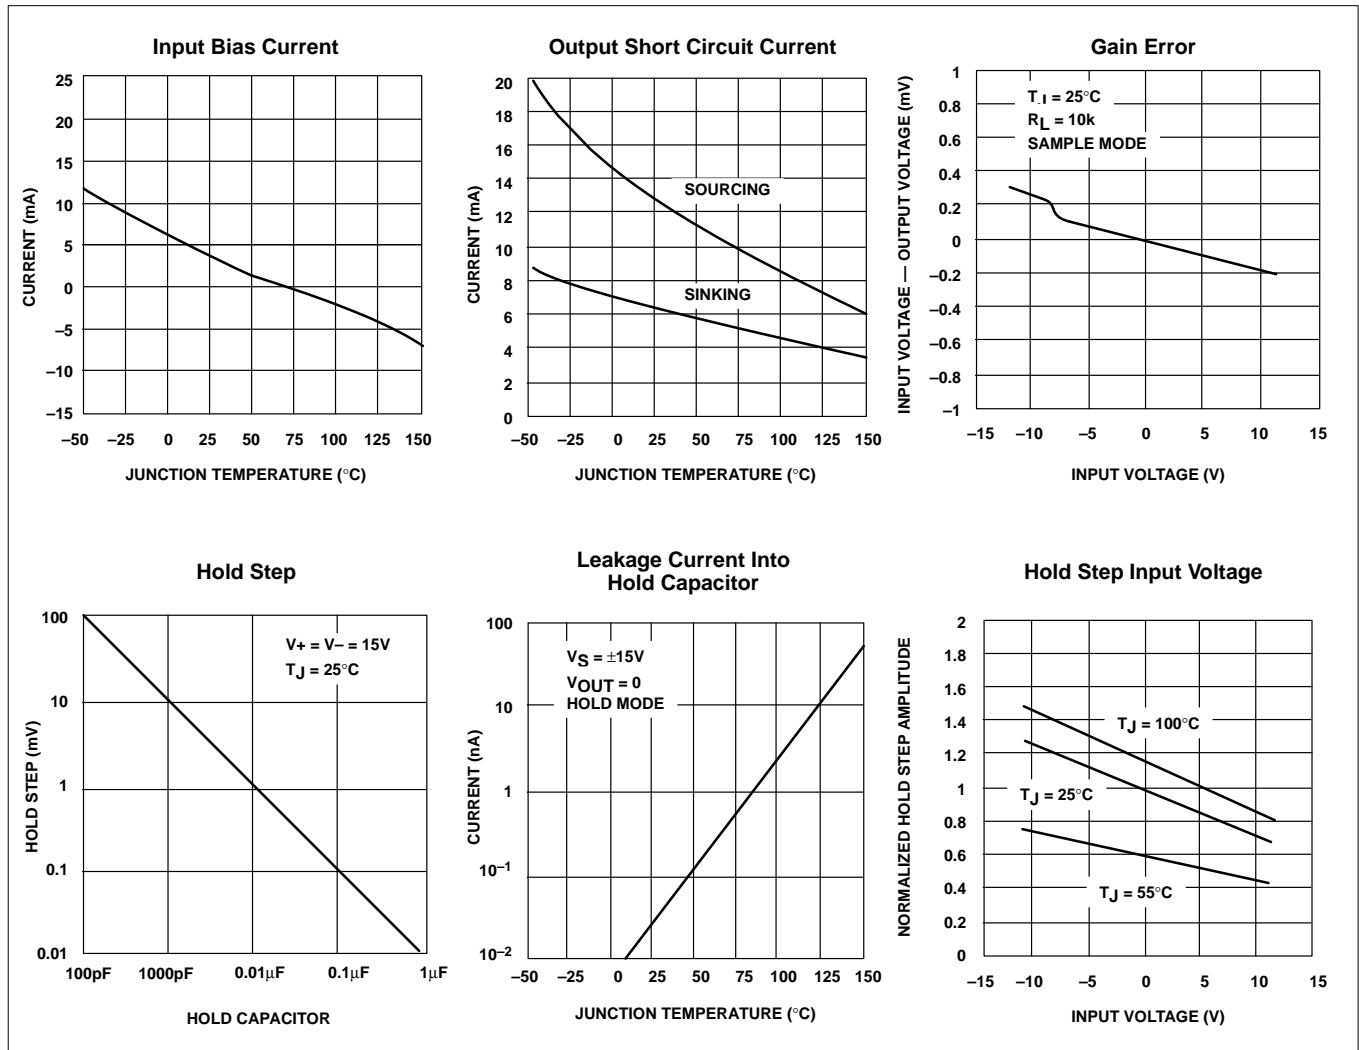 Input Bias Current
CURRENT (mA)
25
20
15
10
5
0
–5
–10
–15
–50 –25 0 25 50 75 100 125 150
JUNCTION TEMPERATURE (°C)
Output Short Circuit Current
CURRENT (mA)
20
18
16
14
12
10
8
6
4
2
0
SOURCING
SINKING
–50 –25 0 25 50 75 100 125 150
JUNCTION TEMPERATURE (°C)
Gain Error
INPUT VOLTAGE — OUTPUT VOLTAGE (mV)
1
0.8
0.6
0.4
0.2
0
–0.2
–0.4
–0.6
–0.8
–1
TJ = 25°C
RL = 10k
SAMPLE MODE
–15 –10 –5 0 5 10 15
INPUT VOLTAGE (V)
Hold Step
HOLD STEP (mV)
100
10
1
0.1
0.01
V+ = V– = 15V
TJ = 25°C
100pF 1000pF 0.01µF 0.1µF 1µF
HOLD CAPACITOR
Leakage Current Into
Hold Capacitor
CURRENT (nA)
100
10
1
10–1
10–2
VS = ±15V
VOUT = 0
HOLD MODE
–50 –25 0 25 50 75 100 125 150
JUNCTION TEMPERATURE (°C)
Hold Step Input Voltage
NORMALIZED HOLD STEP AMPLITUDE
2
1.8
1.6
1.4
1.2
1
0.8
0.6
0.4
0.2
0
TJ = 100°C
TJ = 25°C
TJ = 55°C
–15 –10 –5 0 5 10 15
INPUT VOLTAGE (V)